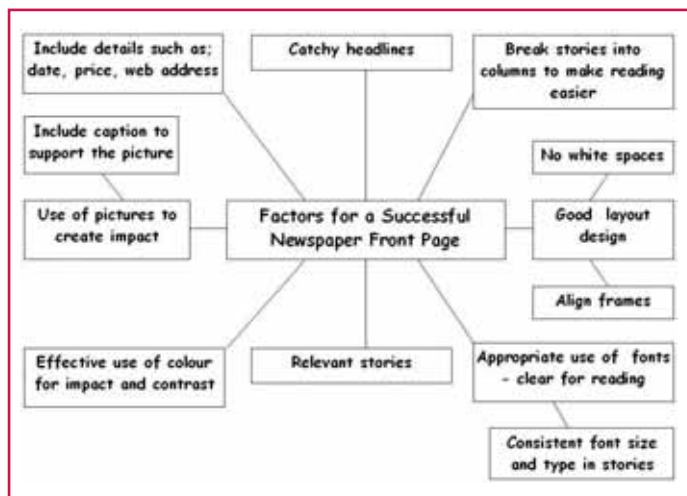 Include details such as;
date, price, web address
Catchy headlines
Break stories into
columns to make reading
easier
Include caption to
support the picture
No white spaces
Use of pictures to
create impact
Factors for a Successful
Newspaper Front Page
Good layout
design
Align frames
Effective use of colour
for impact and contrast
Relevant stories
Appropriate use of fonts
- clear for reading
Consistent font size
and type in stories